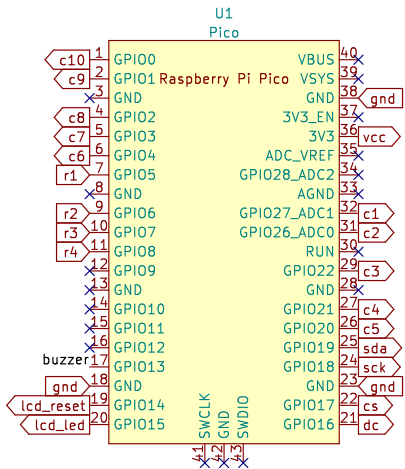 U1
Pico
Raspberry Pi Pico
c10 1 GPIO0 VBUS 40
c9 2 GPIO1 VSYS 39
3 GND GND 38 gnd
c8 4 GPIO2 3V3_EN 37
c7 5 GPIO3 3V3 36 vcc
c6 6 GPIO4 ADC_VREF 35
r1 7 GPIO5 GPIO28_ADC2 34
8 GND AGND 33
r2 9 GPIO6 GPIO27_ADC1 32 c1
r3 10 GPIO7 GPIO26_ADC0 31 c2
r4 11 GPIO8 RUN 30
12 GPIO9 GPIO22 29 c3
13 GND GND 28
14 GPIO10 GPIO21 27 c4
15 GPIO11 GPIO20 26 c5
16 GPIO12 GPIO19 25 sda
buzzer 17 GPIO13 GPIO18 24 sck
gnd 18 GND GND 23 gnd
lcd_reset 19 GPIO14 GPIO17 22 cs
lcd_led 20 GPIO15 GPIO16 21 dc
SWCLK 41
GND 42
SWDIO 43